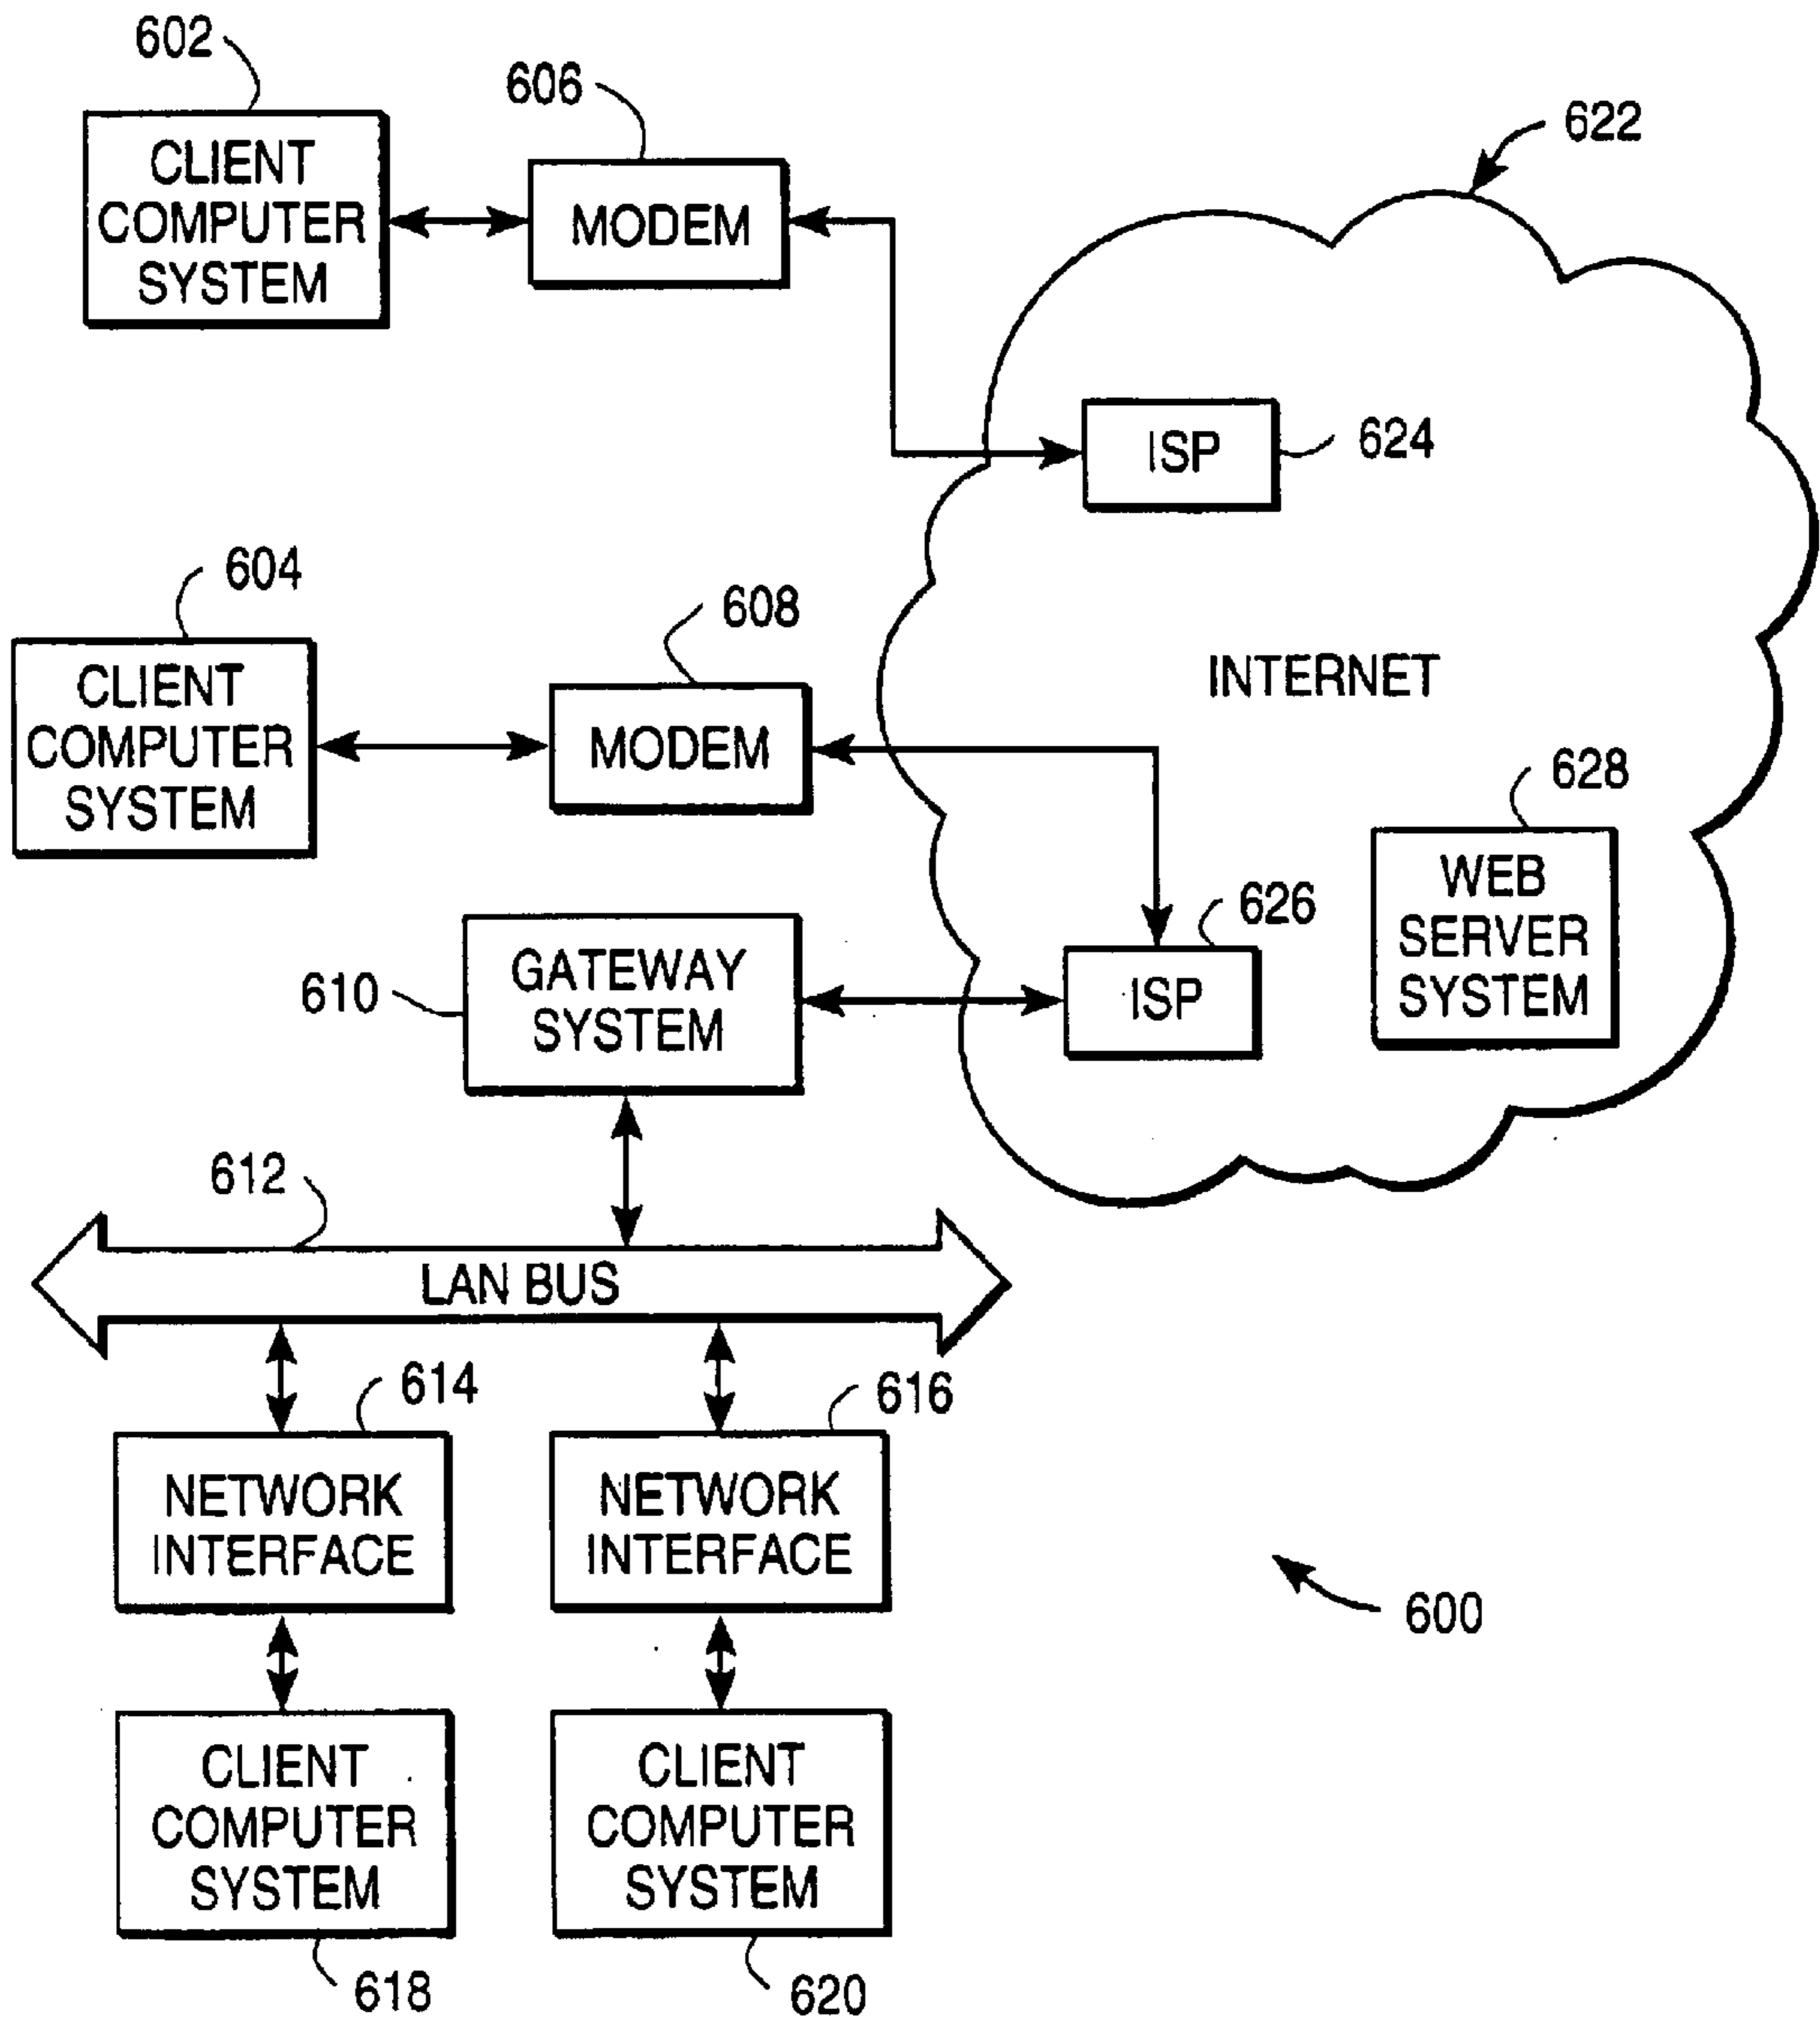 602
606
622
CLIENT
COMPUTER
SYSTEM
MODEM
ISP
624
604
608
CLIENT
COMPUTER
SYSTEM
MODEM
INTERNET
628
WEB
SERVER
SYSTEM
626
ISP
610
GATEWAY
SYSTEM
612
LAN BUS
614
616
NETWORK
INTERFACE
NETWORK
INTERFACE
600
CLIENT
COMPUTER
SYSTEM
CLIENT
COMPUTER
SYSTEM
618
620